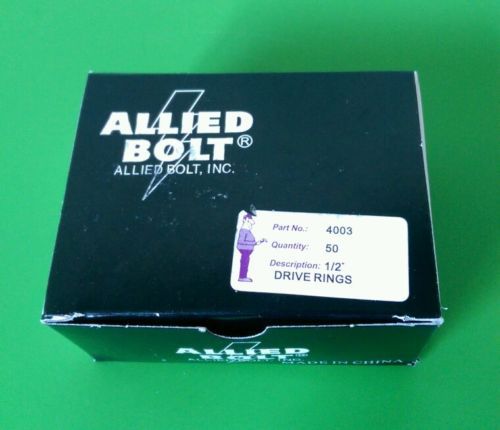 ALLIED
BOLT®
ALLIED BOLT, INC.
Part No.: 4003
Quantity: 50
Description: 1/2"
DRIVE RINGS
ALLIED
BOLT
MADE IN CHINA